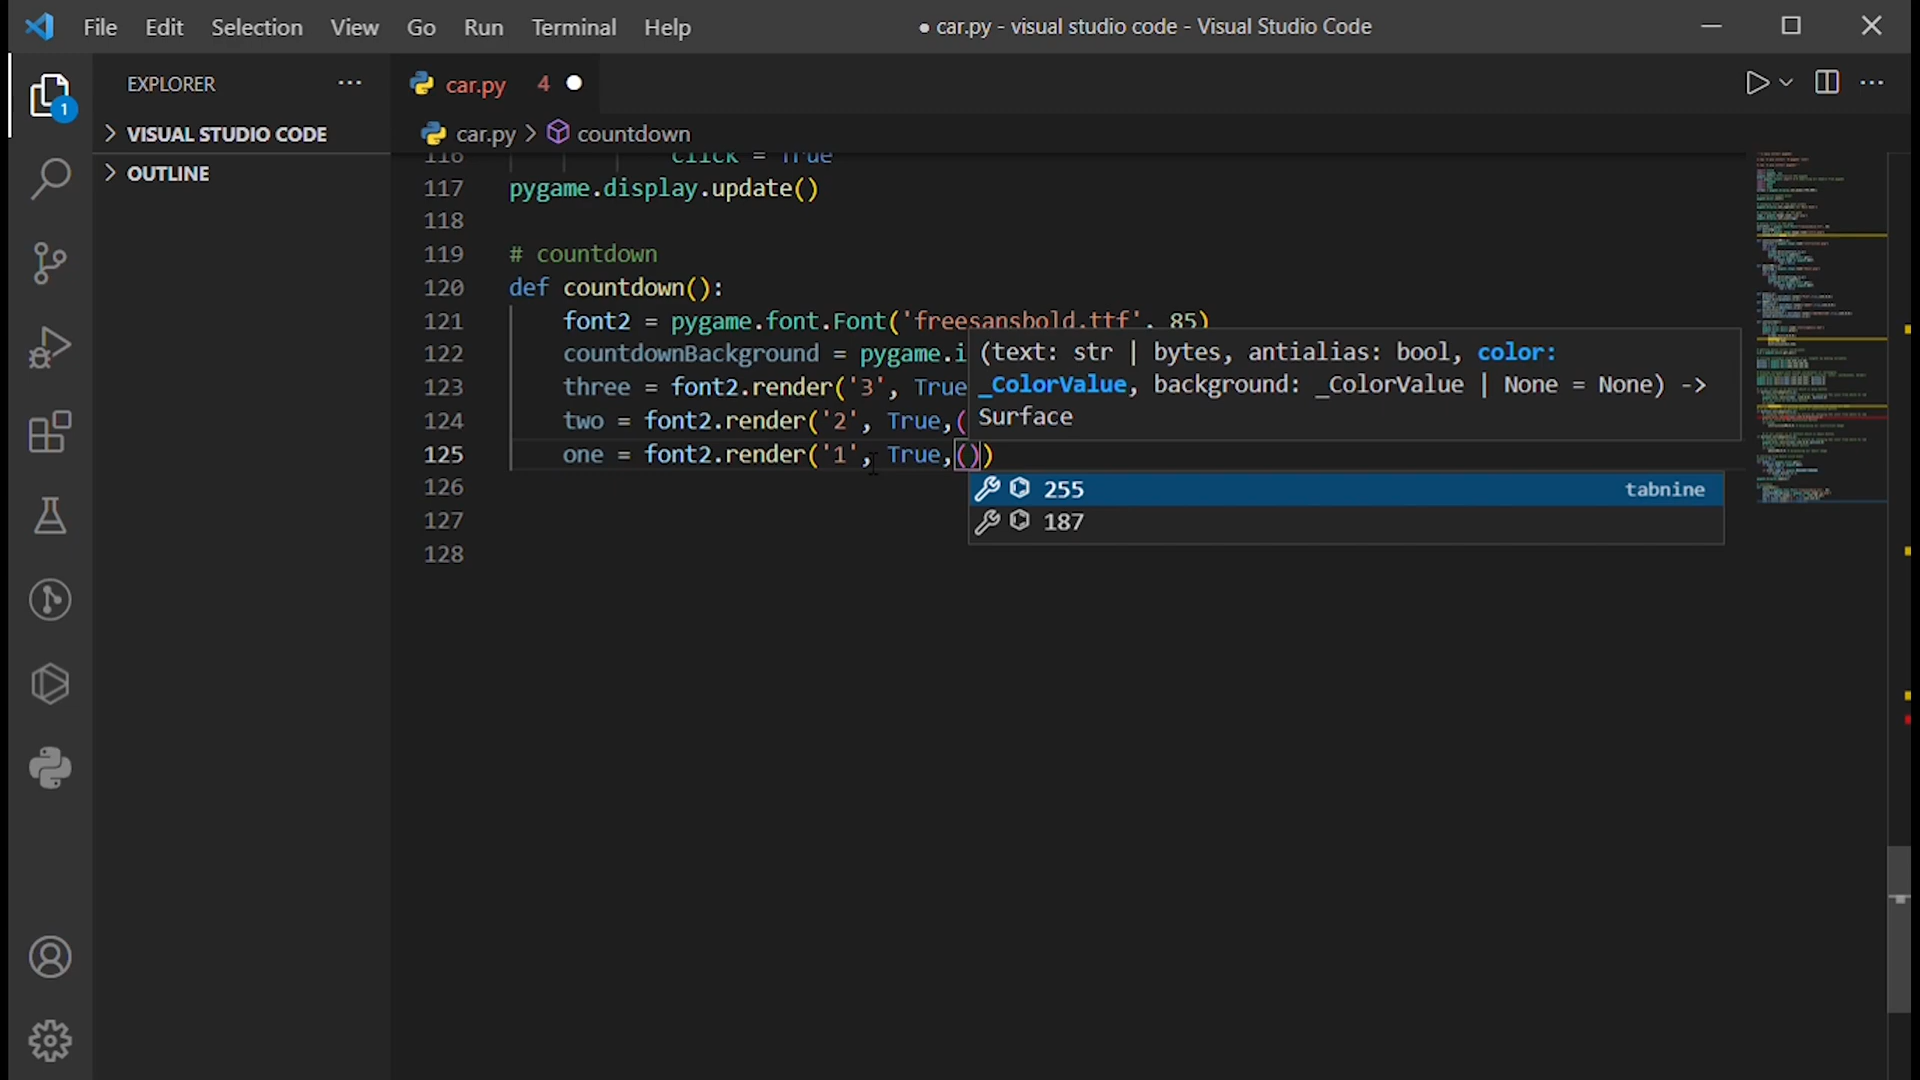 File Edit Selection View Go Run Terminal Help ● car.py - visual studio code - Visual Studio Code
EXPLORER ··· car.py 4 ●
1
VISUAL STUDIO CODE car.py > countdown
OUTLINE
116 click = True
117 pygame.display.update()
118
119 # countdown
120 def countdown():
121 font2 = pygame.font.Font('freesansbold.ttf', 85)
122 countdownBackground = pygame.i
123 three = font2.render('3', True
124 two = font2.render('2', True,(
125 one = font2.render('1', True,())
126
127
128
(text: str | bytes, antialias: bool, color:
_ColorValue, background: _ColorValue | None = None) ->
Surface
255 tabnine
187